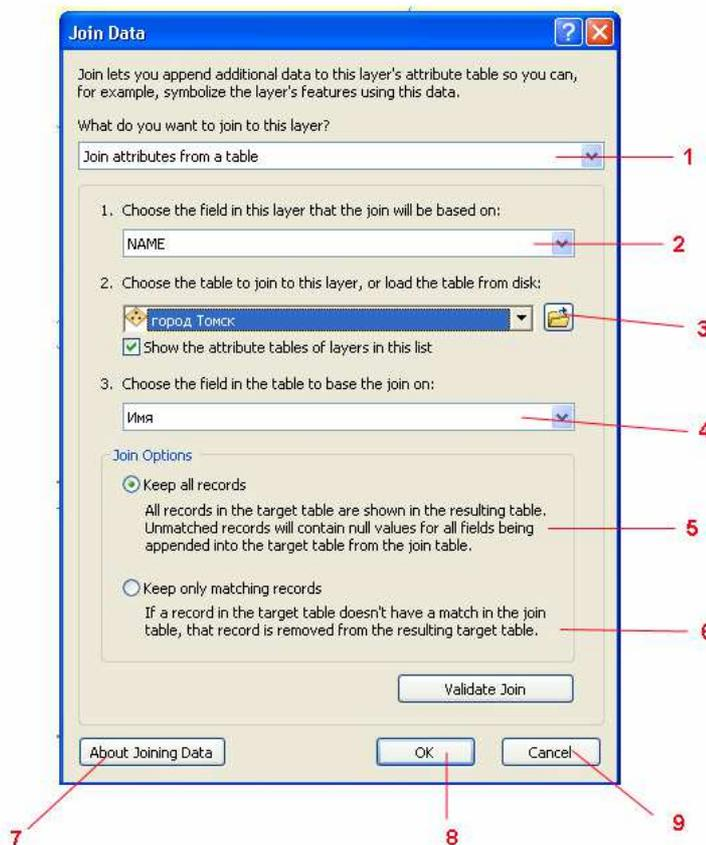 Join Data
Join lets you append additional data to this layer's attribute table so you can,
for example, symbolize the layer's features using this data.
What do you want to join to this layer?
Join attributes from a table
1
1. Choose the field in this layer that the join will be based on:
NAME
2
2. Choose the table to join to this layer, or load the table from disk:
город Томск
3
Show the attribute tables of layers in this list
3. Choose the field in the table to base the join on:
Имя
4
Join Options
Keep all records
All records in the target table are shown in the resulting table.
Unmatched records will contain null values for all fields being
appended into the target table from the join table.
5
Keep only matching records
If a record in the target table doesn't have a match in the join
table, that record is removed from the resulting target table.
6
Validate Join
About Joining Data
OK
Cancel
7
8
9